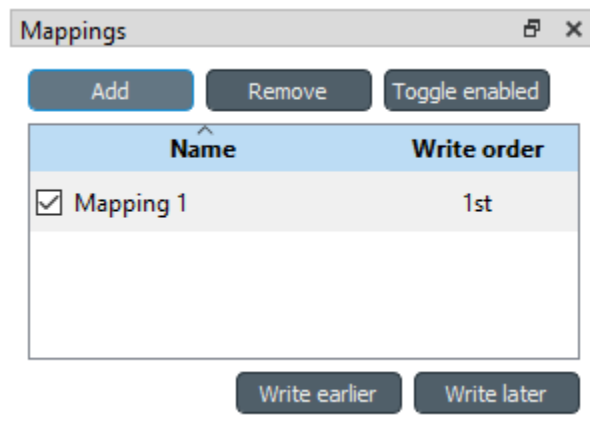 Mappings
Add Remove Toggle enabled
Name Write order
Mapping 1 1st
Write earlier Write later